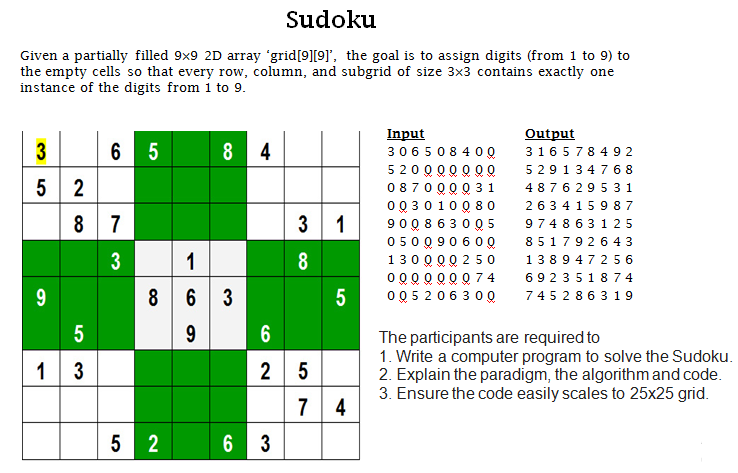 Sudoku
Given a partially filled 9×9 2D array ‘grid[9][9]’, the goal is to assign digits (from 1 to 9) to
the empty cells so that every row, column, and subgrid of size 3×3 contains exactly one
instance of the digits from 1 to 9.
3 6 5 8 4
5 2
8 7 3 1
3 1 8
9 8 6 3 5
5 9 6
1 3 2 5
7 4
5 2 6 3
Input
3 0 6 5 0 8 4 0 0
5 2 0 0 0 0 0 0 0
0 8 7 0 0 0 0 3 1
0 0 3 0 1 0 0 8 0
9 0 0 8 6 3 0 0 5
0 5 0 0 9 0 6 0 0
1 3 0 0 0 0 2 5 0
0 0 0 0 0 0 0 7 4
0 0 5 2 0 6 3 0 0
Output
3 1 6 5 7 8 4 9 2
5 2 9 1 3 4 7 6 8
4 8 7 6 2 9 5 3 1
2 6 3 4 1 5 9 8 7
9 7 4 8 6 3 1 2 5
8 5 1 7 9 2 6 4 3
1 3 8 9 4 7 2 5 6
6 9 2 3 5 1 8 7 4
7 4 5 2 8 6 3 1 9
The participants are required to
1. Write a computer program to solve the Sudoku.
2. Explain the paradigm, the algorithm and code.
3. Ensure the code easily scales to 25x25 grid.